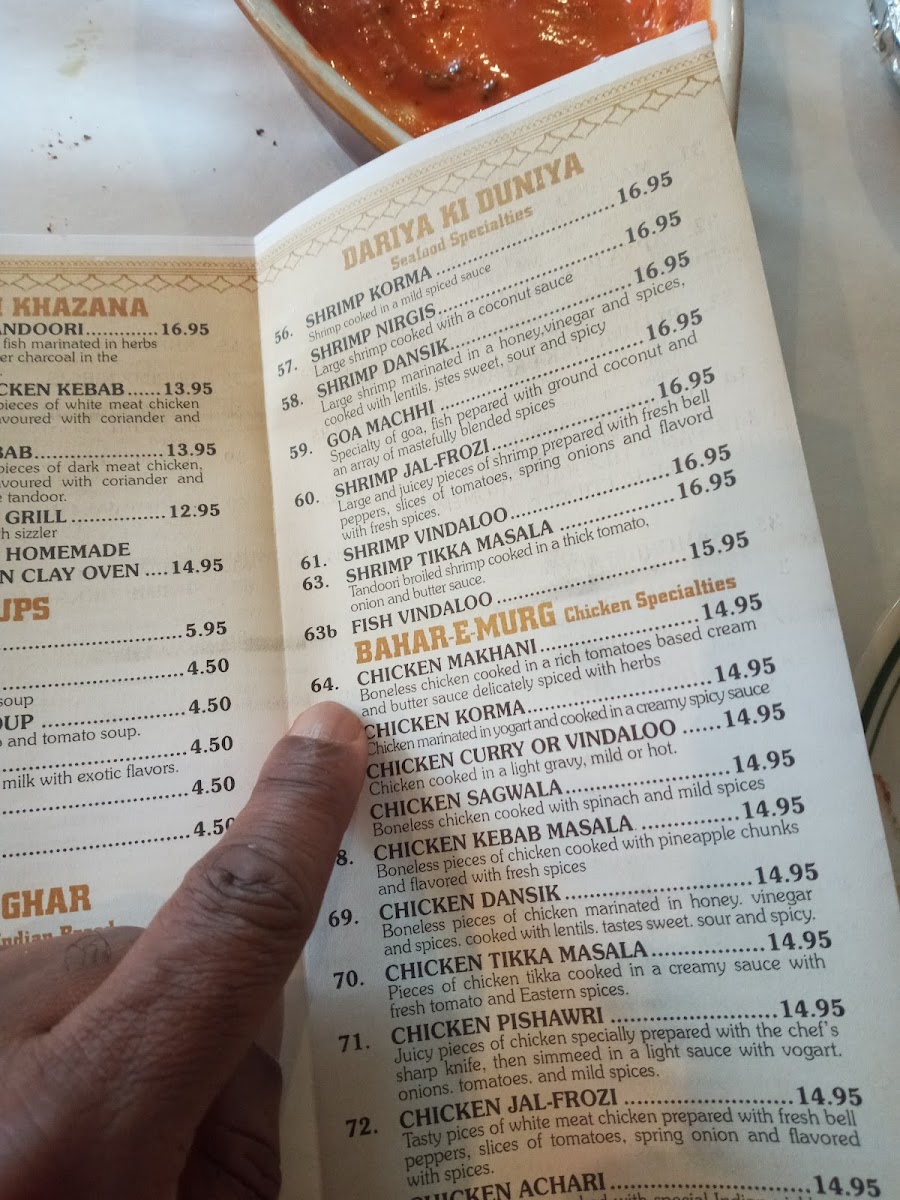 I KHAZANA
ANDOORI............16.95
fish marinated in herbs
er charcoal in the
CKEN KEBAB......13.95
pieces of white meat chicken
avoured with coriander and
BAB...................13.95
pieces of dark meat chicken,
avoured with coriander and
tandoor.
GRILL ...............12.95
h sizzler
HOMEMADE
N CLAY OVEN ....14.95
UPS
5.95
4.50
soup
OUP ........................4.50
and tomato soup.
4.50
milk with exotic flavors.
4.50
4.50
GHAR
Indian Bread
DARIYA KI DUNIYA
Seafood Specialties
56. SHRIMP KORMA ........................16.95
Shrimp cooked in a mild spiced sauce
57. SHRIMP NIRGIS........................16.95
Large shrimp cooked with a coconut sauce
58. SHRIMP DANSIK........................16.95
Large shrimp marinated in a honey,vinegar and spices,
cooked with lentils. jstes sweet, sour and spicy
59. GOA MACHHI ........................16.95
Specialty of goa, fish pepared with ground coconut and
an array of mastefully blended spices
60. SHRIMP JAL-FROZI........................16.95
Large and juicey pieces of shrimp prepared with fresh bell
peppers, slices of tomatoes, spring onions and flavord
with fresh spices.
61. SHRIMP VINDALOO ........................16.95
63. SHRIMP TIKKA MASALA ................16.95
Tandoori broiled shrimp cooked in a thick tomato,
onion and butter sauce.
63b FISH VINDALOO ........................15.95
BAHAR-E-MURG Chicken Specialties
64. CHICKEN MAKHANI....................14.95
Boneless chicken cooked in a rich tomatoes based cream
and butter sauce delicately spiced with herbs
CHICKEN KORMA........................14.95
Chicken marinated in yogart and cooked in a creamy spicy sauce
CHICKEN CURRY OR VINDALOO ......14.95
Chicken cooked in a light gravy, mild or hot.
CHICKEN SAGWALA....................14.95
Boneless chicken cooked with spinach and mild spices
8. CHICKEN KEBAB MASALA .............14.95
Boneless pieces of chicken cooked with pineapple chunks
and flavored with fresh spices
69. CHICKEN DANSIK........................14.95
Boneless pieces of chicken marinated in honey. vinegar
and spices. cooked with lentils. tastes sweet. sour and spicy.
70. CHICKEN TIKKA MASALA...............14.95
Pieces of chicken tikka cooked in a creamy sauce with
fresh tomato and Eastern spices.
71. CHICKEN PISHAWRI ......................14.95
Juicy pieces of chicken specially prepared with the chef's
sharp knife, then simmeed in a light sauce with vogart.
onions. tomatoes. and mild spices.
72. CHICKEN JAL-FROZI ......................14.95
Tasty pices of white meat chicken prepared with fresh bell
peppers, slices of tomatoes, spring onion and flavored
with spices.
CHICKEN ACHARI ........................14.95
with special